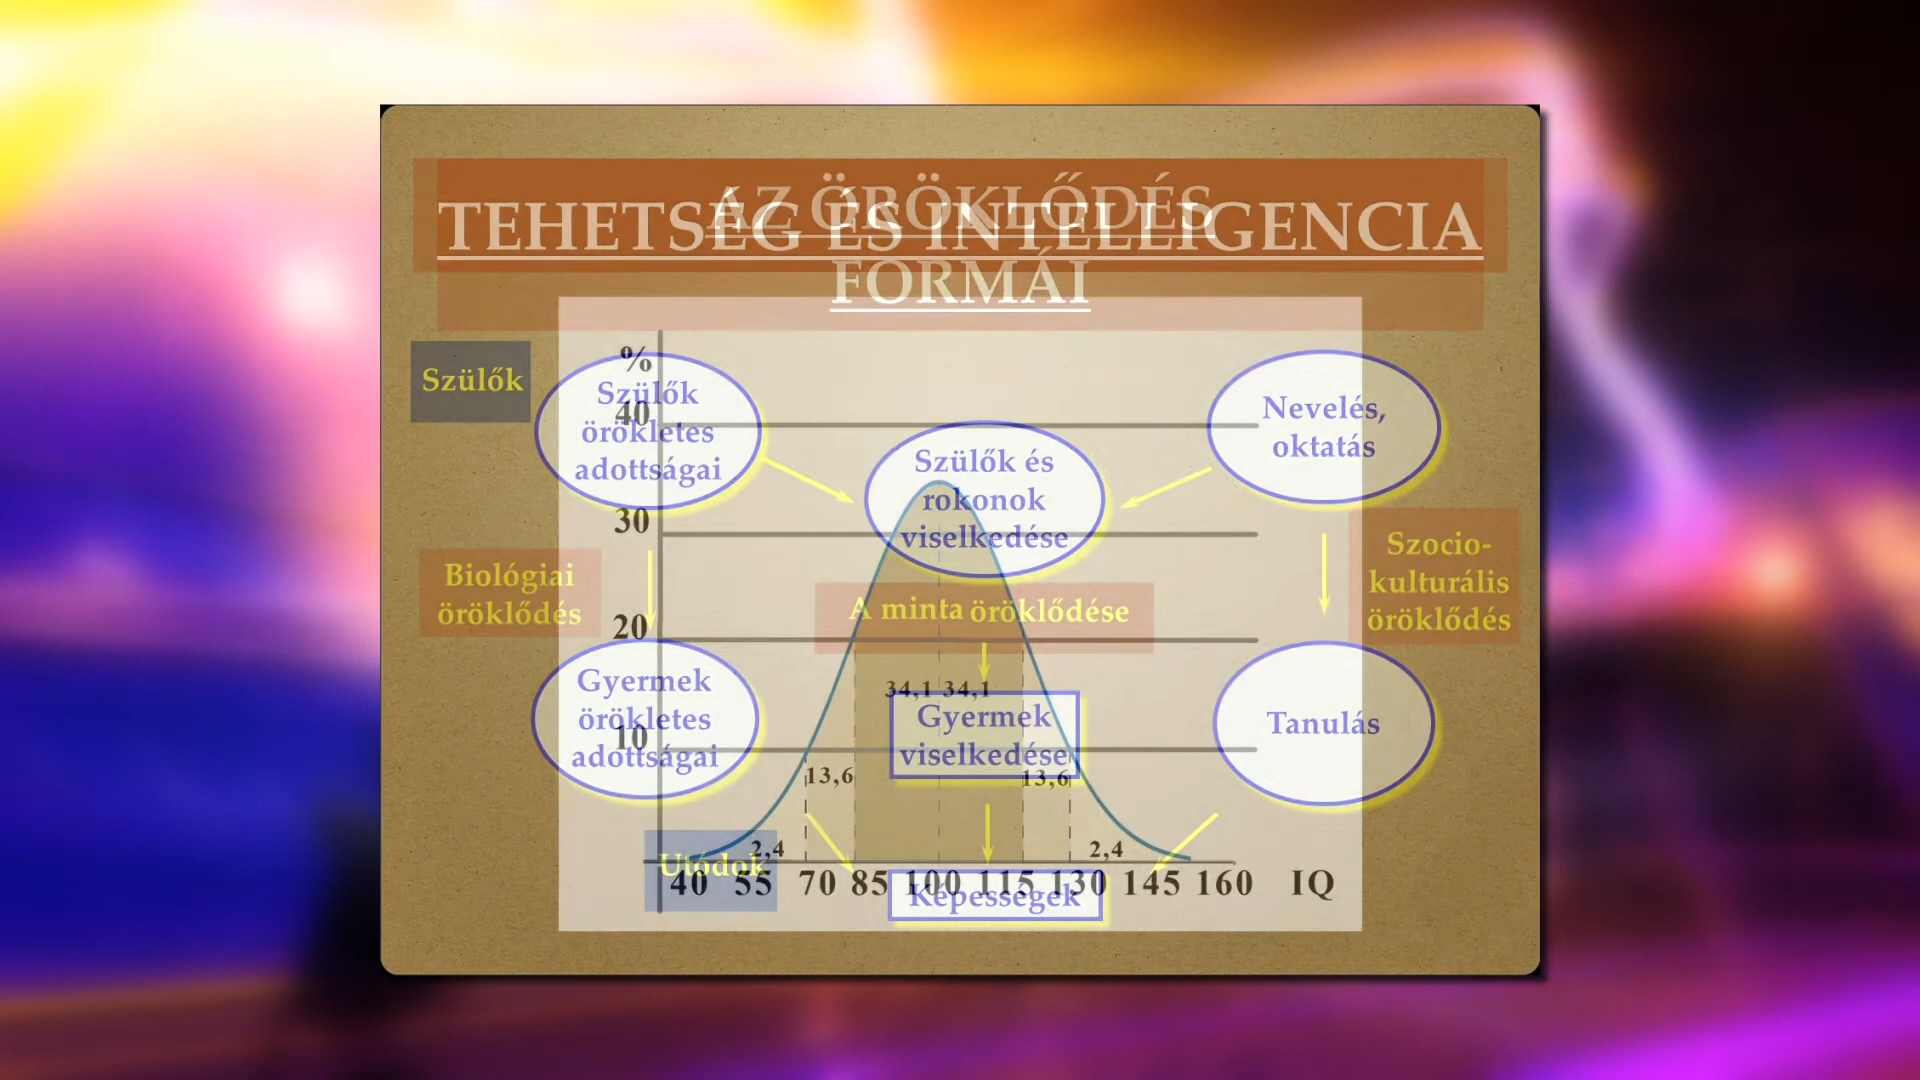 AZ ÖRÖKLŐDÉS
FORMÁI
TEHETSÉG ÉS INTELLIGENCIA
Szülők
Szülők
örökletes
adottságai
Szülők és
rokonok
viselkedése
Nevelés,
oktatás
Biológiai
öröklődés
A minta öröklődése
Szocio-
kulturális
öröklődés
Gyermek
örökletes
adottságai
Gyermek
viselkedése
Tanulás
Utódok
Képességek
%
40
30
20
10
34,1 34,1
13,6 13,6
2,4 2,4
40 55 70 85 100 115 130 145 160 IQ